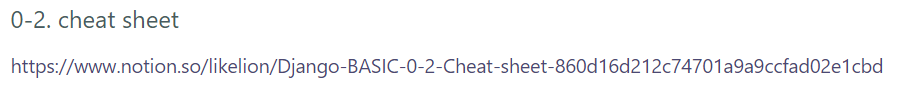 0-2. cheat sheet
https://www.notion.so/likelion/Django-BASIC-0-2-Cheat-sheet-860d16d212c74701a9a9ccfad02e1cbd